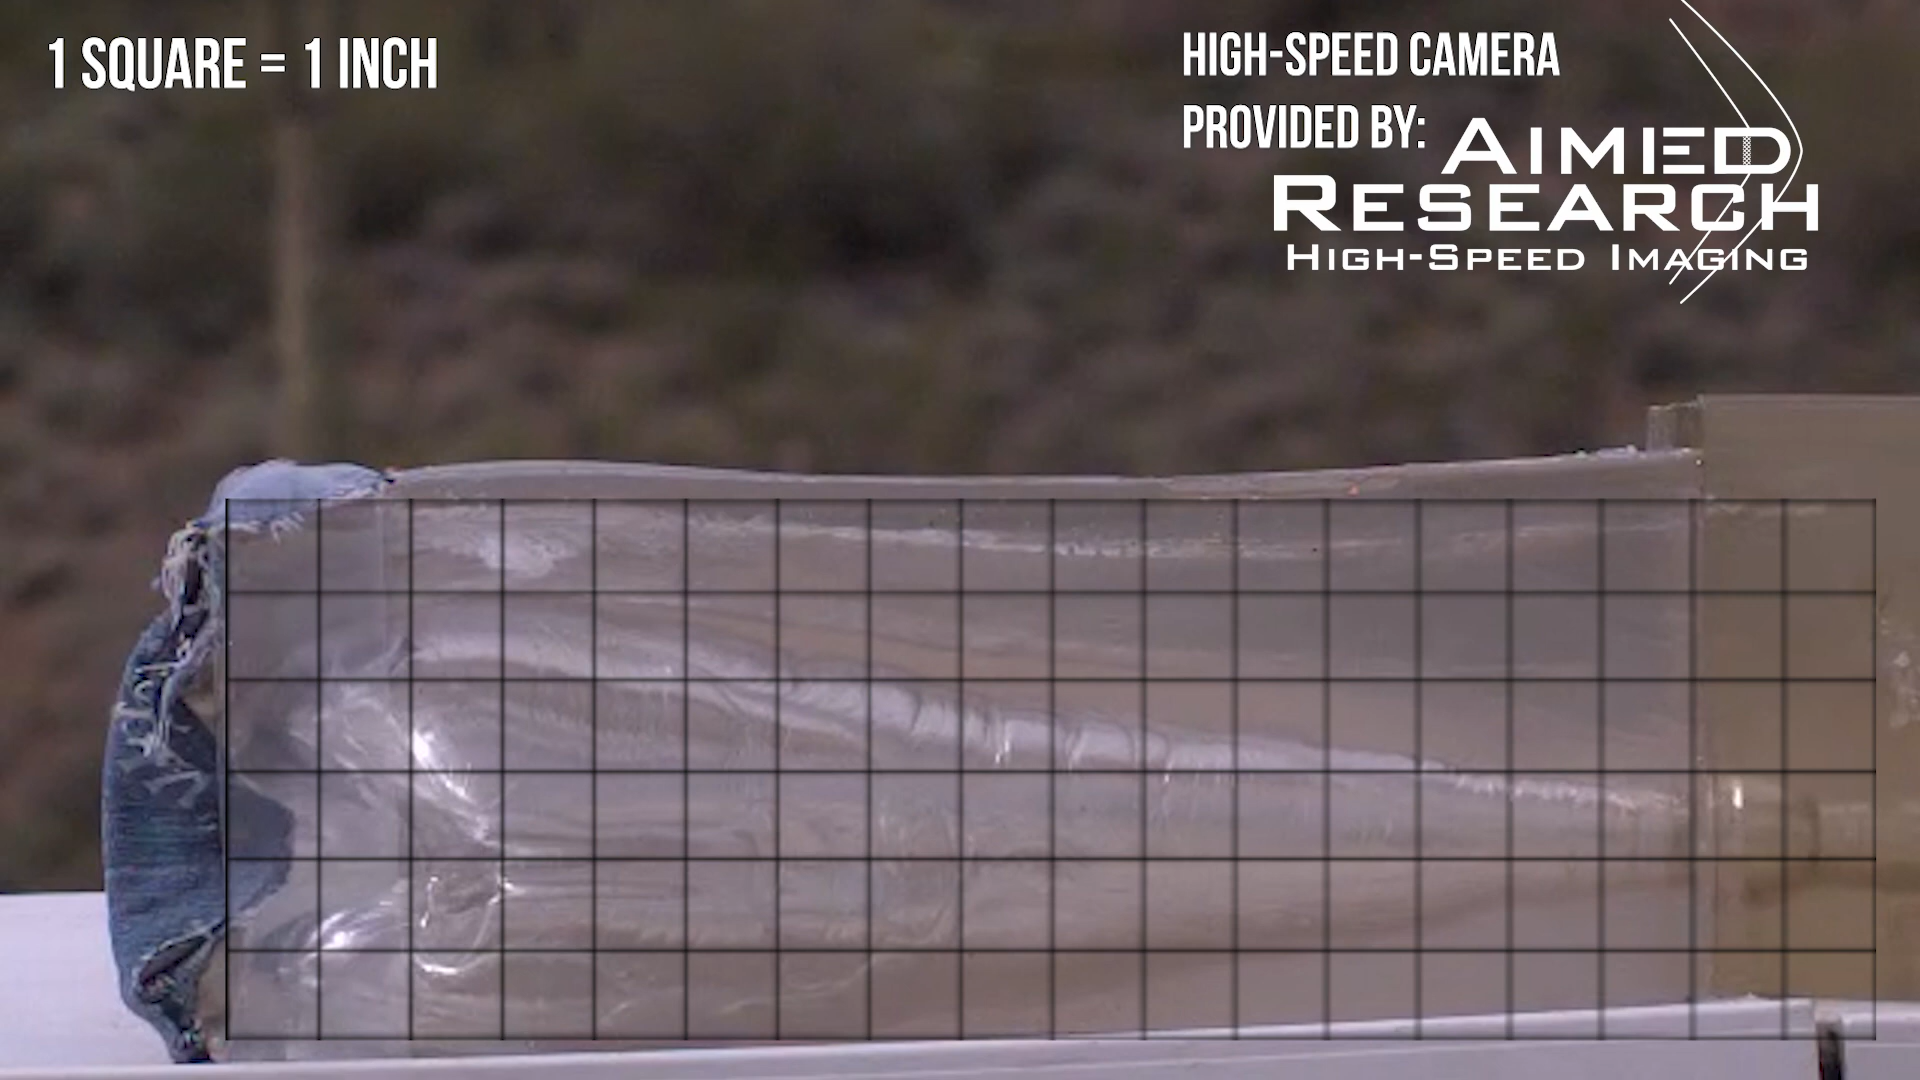 1 SQUARE = 1 INCH
HIGH-SPEED CAMERA
PROVIDED BY:
AIMED
RESEARCH
HIGH-SPEED IMAGING